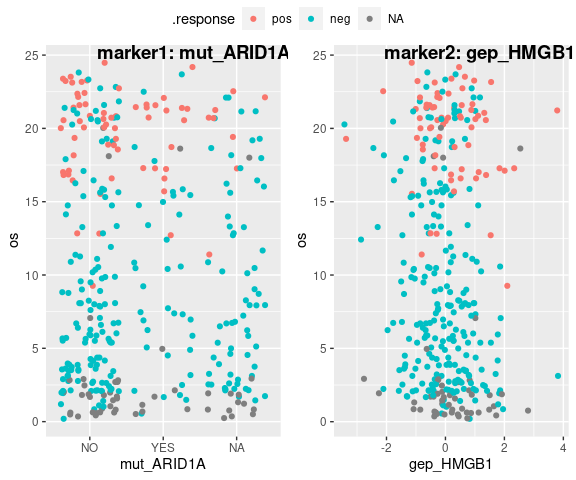 .response pos neg NA
marker1: mut_ARID1A
marker2: gep_HMGB1
os
25
20
15
10
5
0
NO YES NA
mut_ARID1A
os
25
20
15
10
5
0
-2 0 2 4
gep_HMGB1